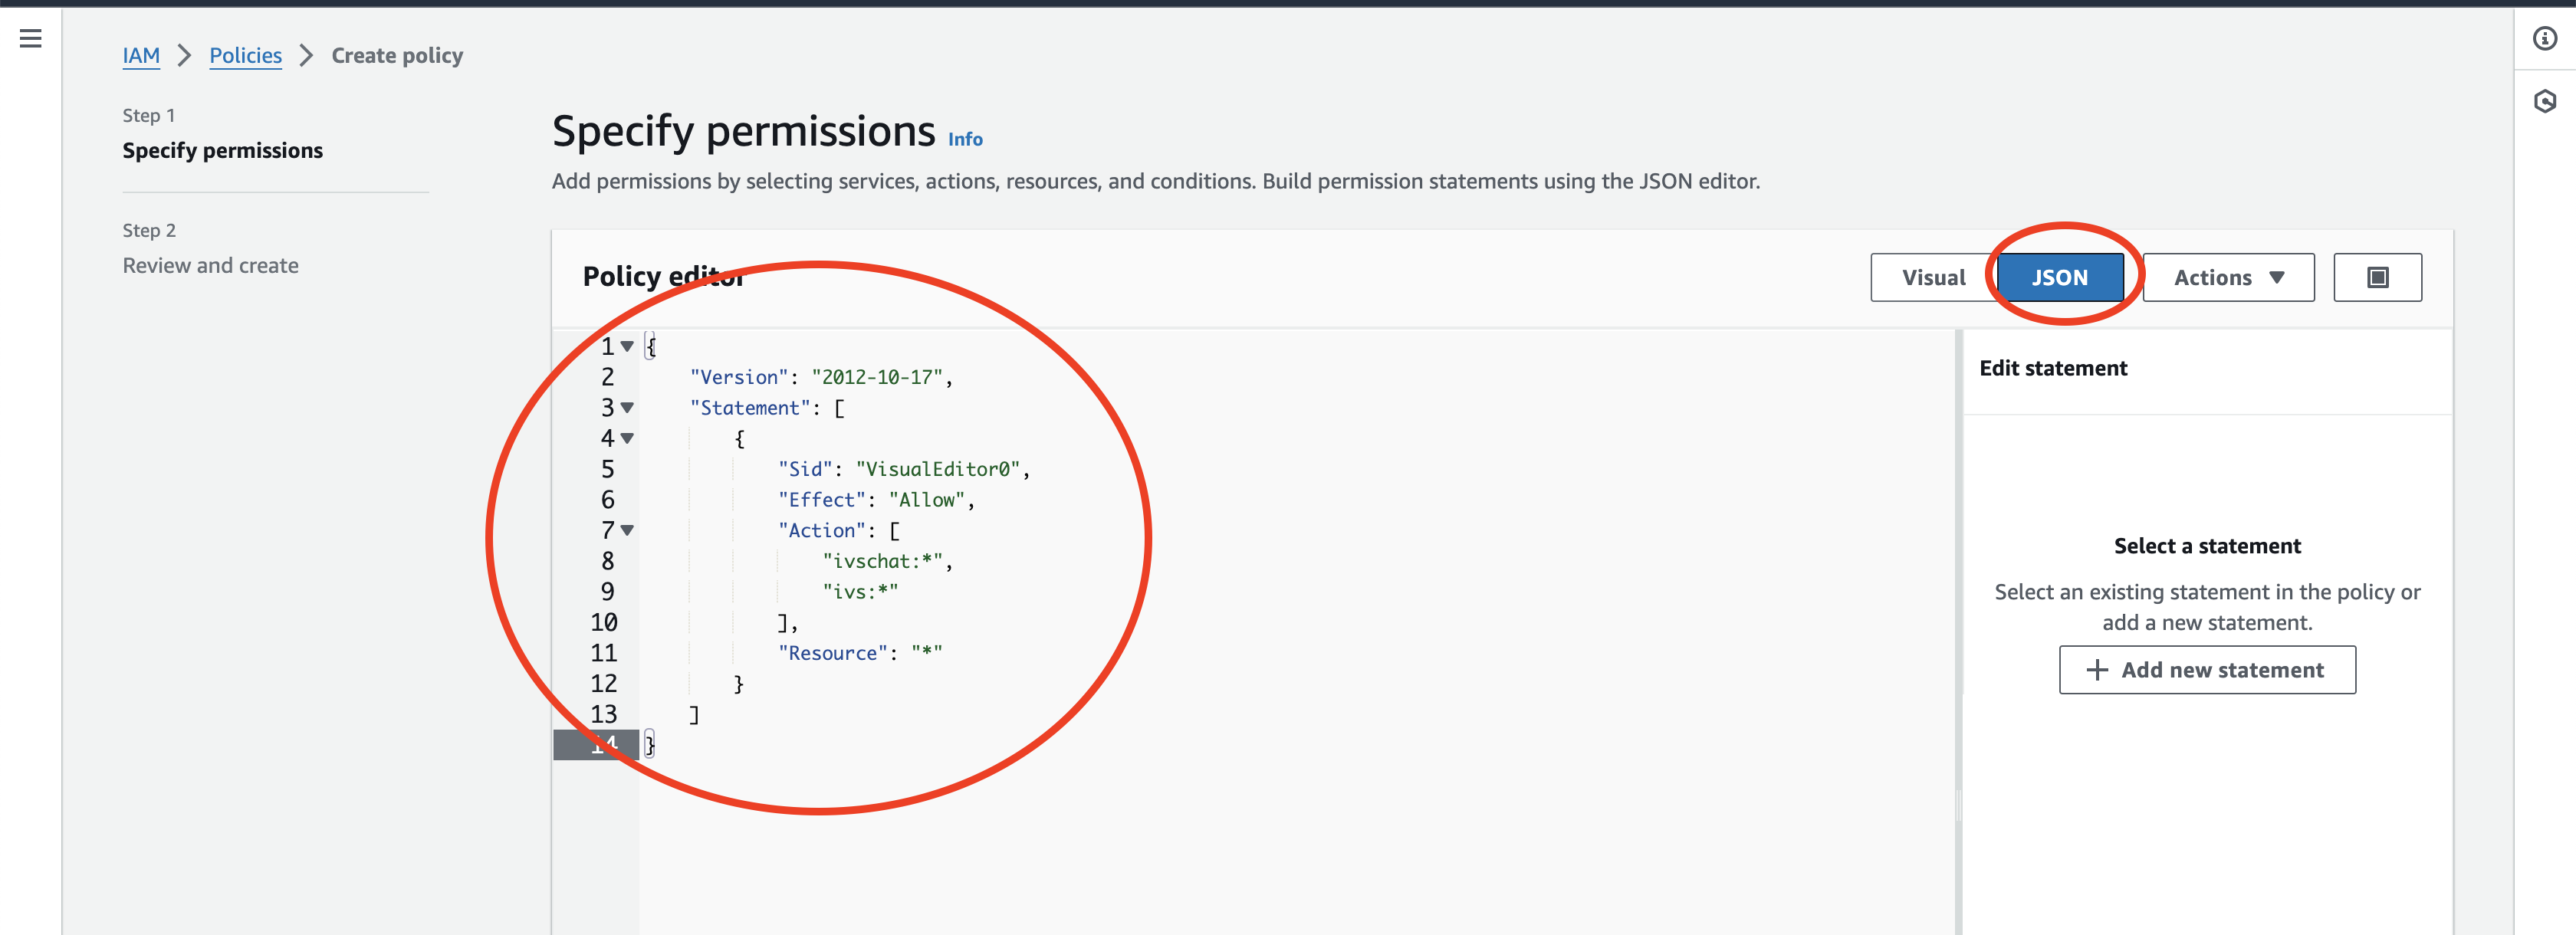 IAM > Policies > Create policy
Step 1
Specify permissions
Step 2
Review and create
Specify permissions Info
Add permissions by selecting services, actions, resources, and conditions. Build permission statements using the JSON editor.
Policy editor
Visual JSON Actions
1 {
2 "Version": "2012-10-17",
3 "Statement": [
4 {
5 "Sid": "VisualEditor0",
6 "Effect": "Allow",
7 "Action": [
8 "ivschat:*",
9 "ivs:*"
10 ],
11 "Resource": "*"
12 }
13 ]
14 }
Edit statement
Select a statement
Select an existing statement in the policy or
add a new statement.
+ Add new statement